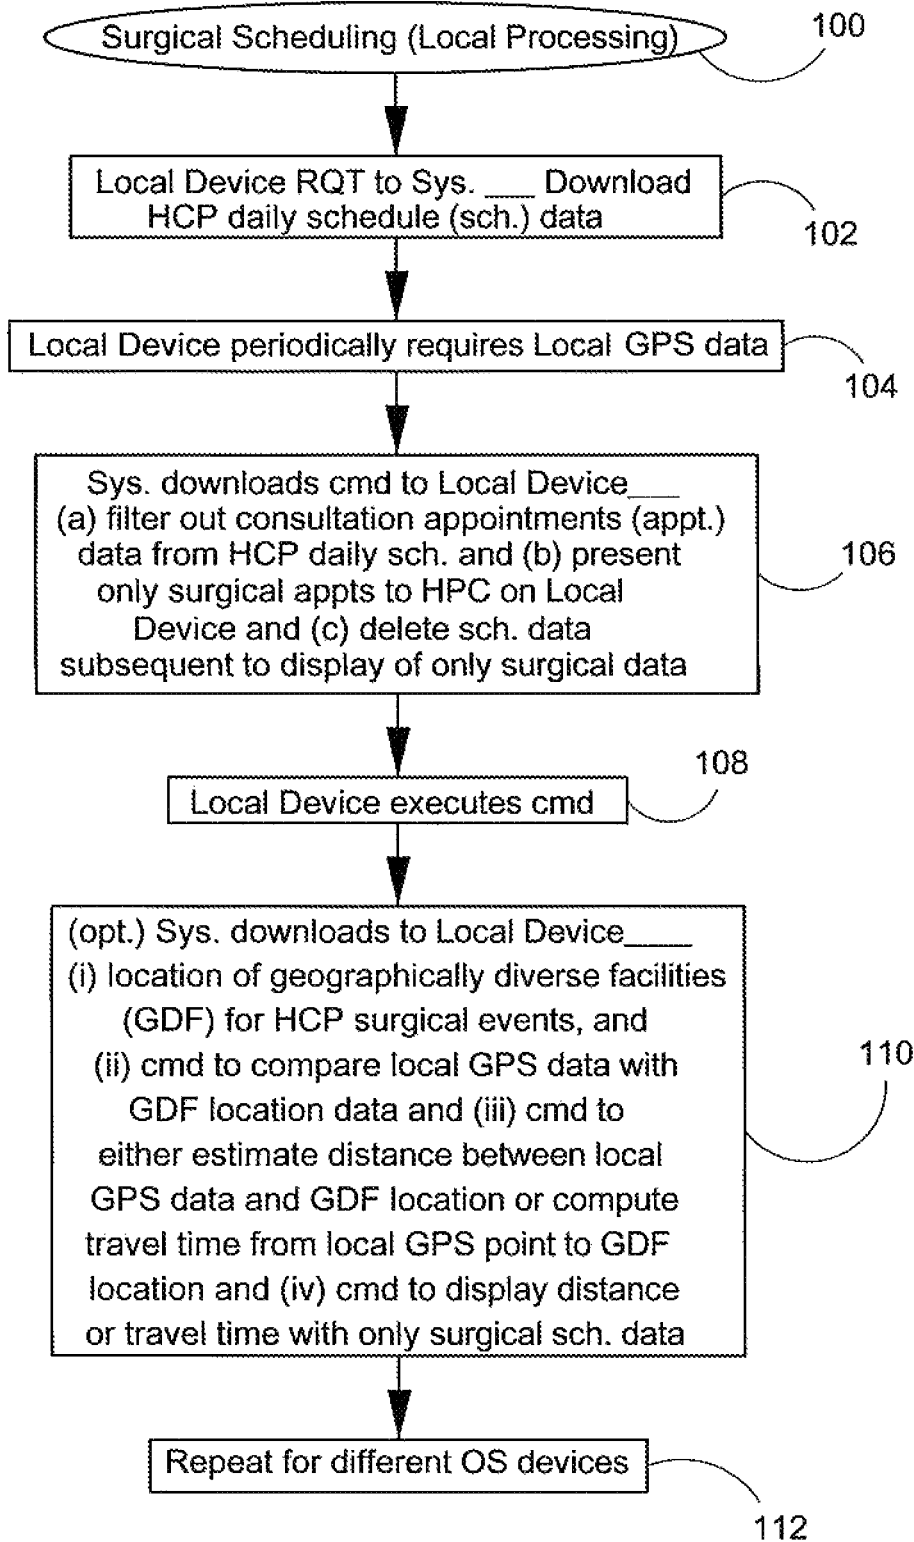 Surgical Scheduling (Local Processing)
100
Local Device RQT to Sys. ___ Download
HCP daily schedule (sch.) data
102
Local Device periodically requires Local GPS data
104
Sys. downloads cmd to Local Device___
(a) filter out consultation appointments (appt.)
data from HCP daily sch. and (b) present
only surgical appts to HPC on Local
Device and (c) delete sch. data
subsequent to display of only surgical data
106
Local Device executes cmd
108
(opt.) Sys. downloads to Local Device____
(i) location of geographically diverse facilities
(GDF) for HCP surgical events, and
(ii) cmd to compare local GPS data with
GDF location data and (iii) cmd to
either estimate distance between local
GPS data and GDF location or compute
travel time from local GPS point to GDF
location and (iv) cmd to display distance
or travel time with only surgical sch. data
110
Repeat for different OS devices
112